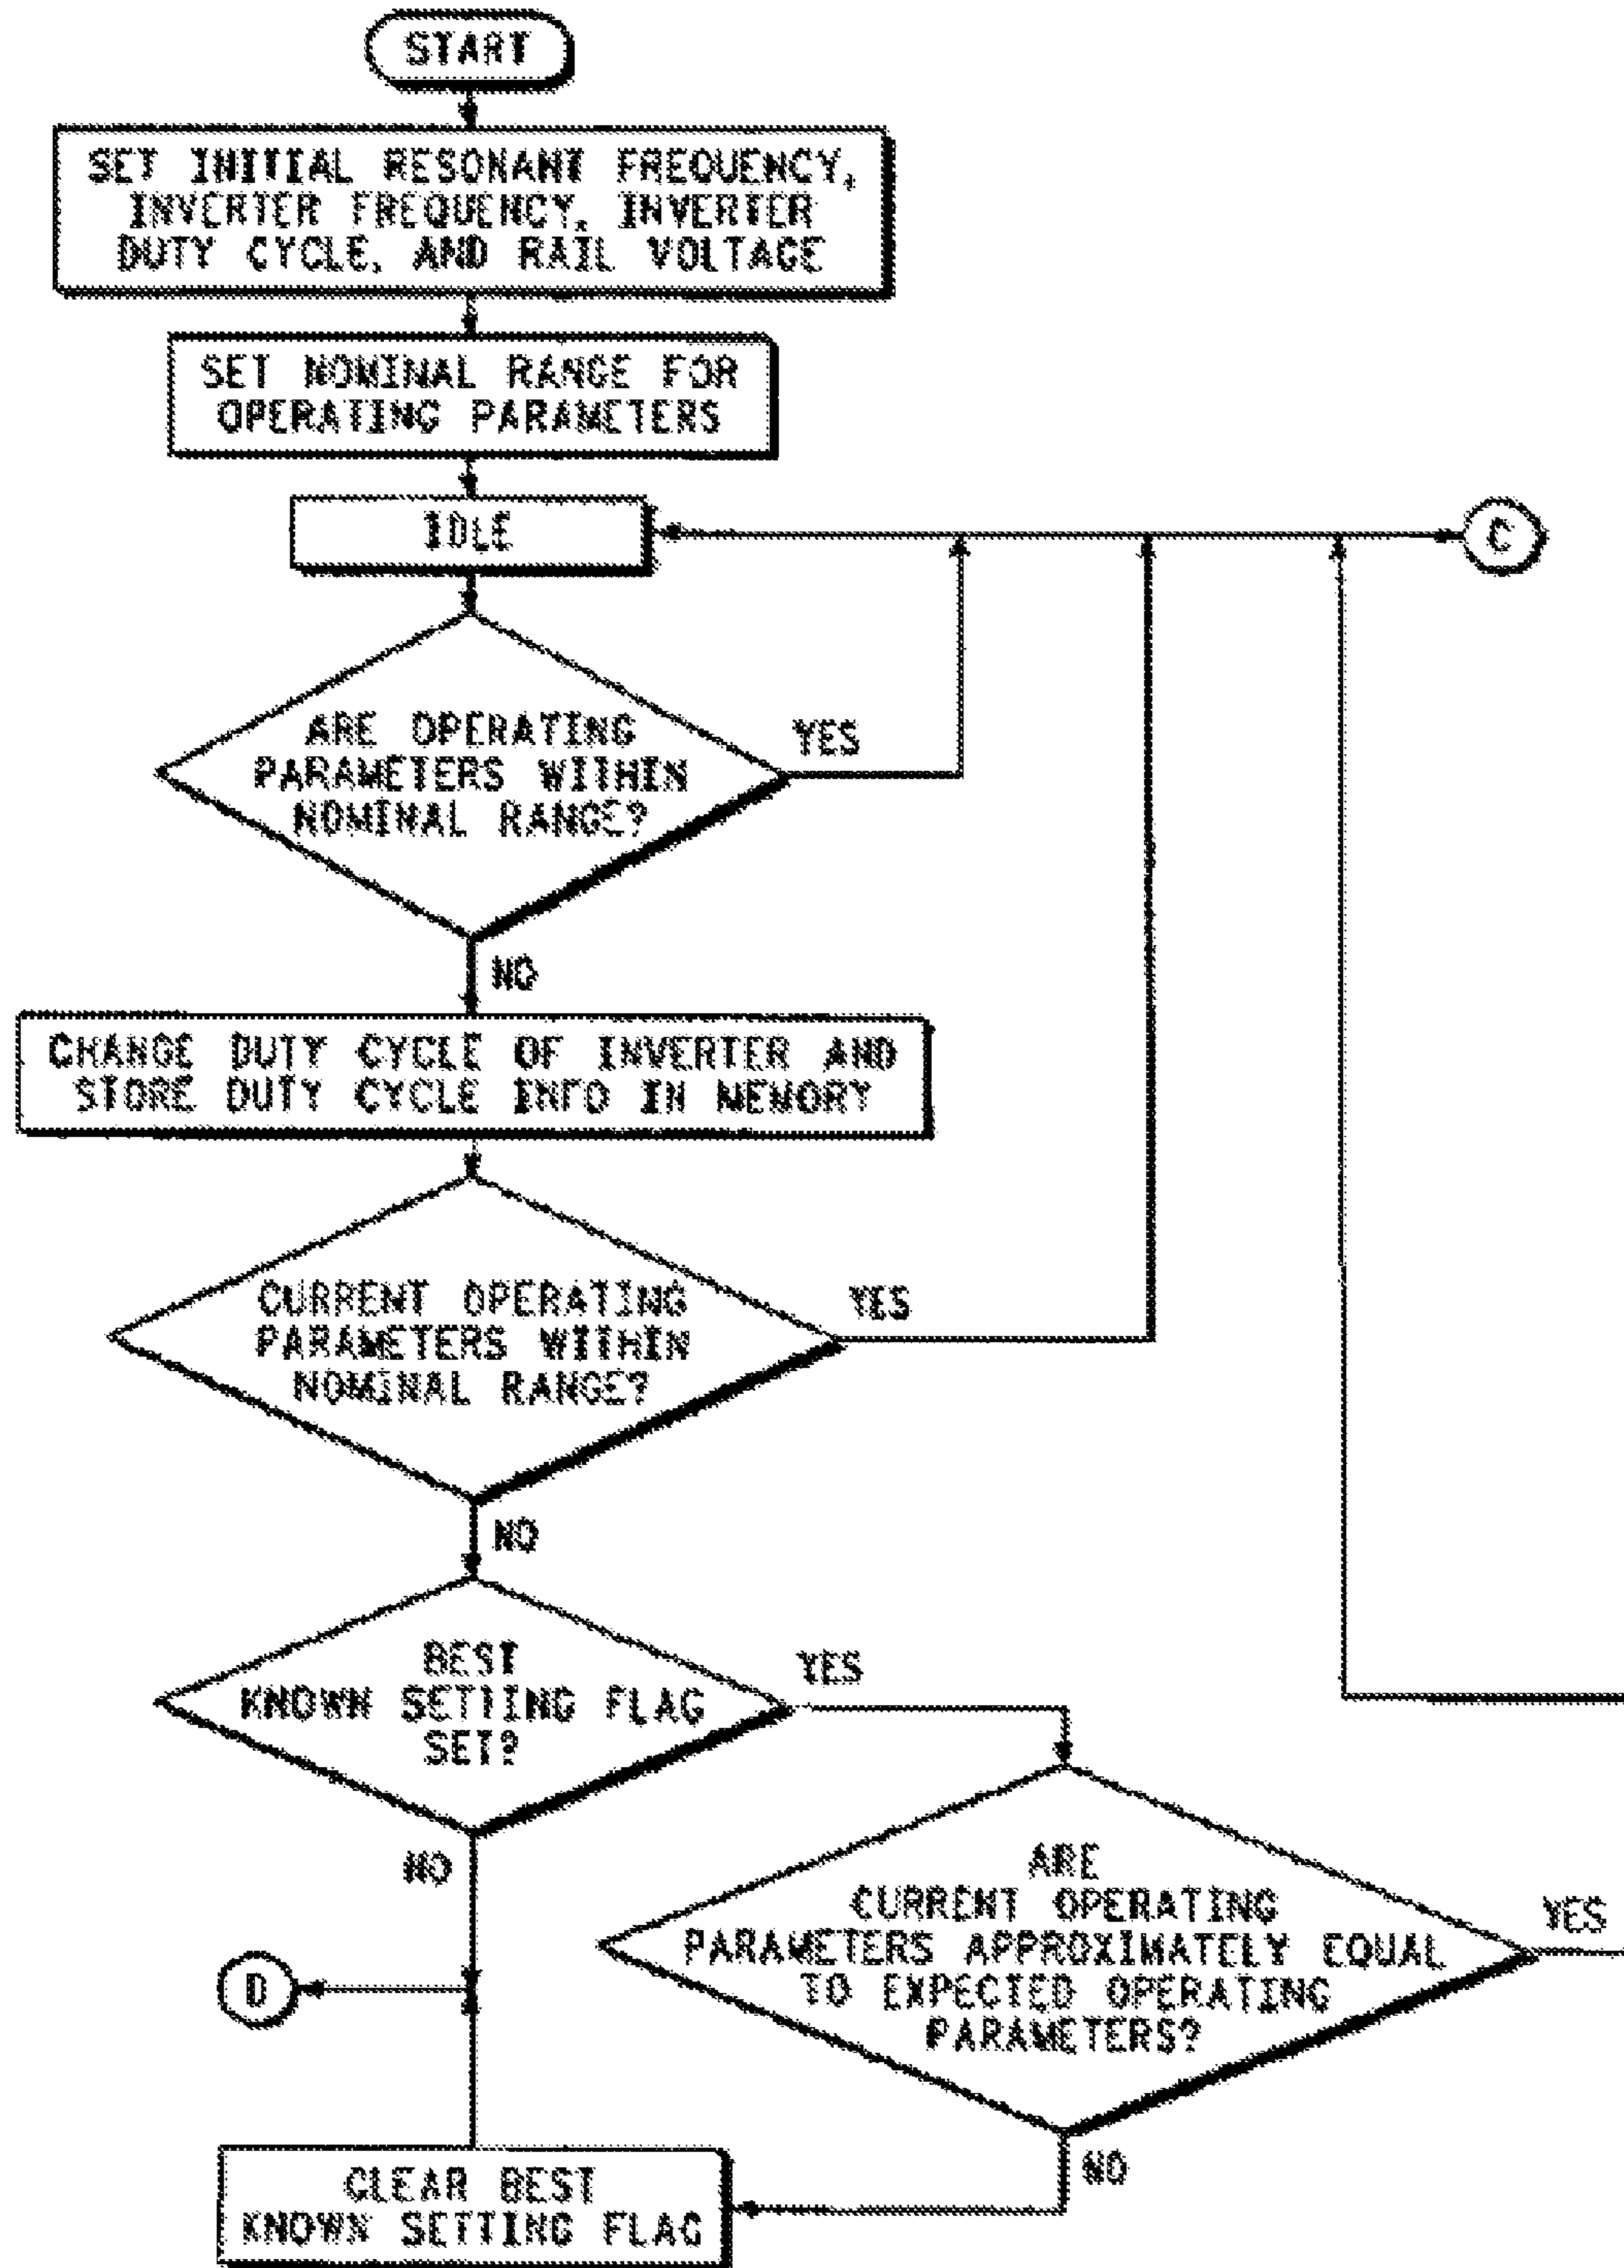 START
SET INITIAL RESONANT FREQUENCY,
INVERTER FREQUENCY, INVERTER
DUTY CYCLE, AND RAIL VOLTAGE
SET NOMINAL RANGE FOR
OPERATING PARAMETERS
IDLE
C
ARE OPERATING
PARAMETERS WITHIN
NOMINAL RANGE?
YES
NO
CHANGE DUTY CYCLE OF INVERTER AND
STORE DUTY CYCLE INFO IN MEMORY
CURRENT OPERATING
PARAMETERS WITHIN
NOMINAL RANGE?
YES
NO
BEST
KNOWN SETTING FLAG
SET?
YES
NO
ARE
CURRENT OPERATING
PARAMETERS APPROXIMATELY EQUAL
TO EXPECTED OPERATING
PARAMETERS?
YES
D
NO
CLEAR BEST
KNOWN SETTING FLAG